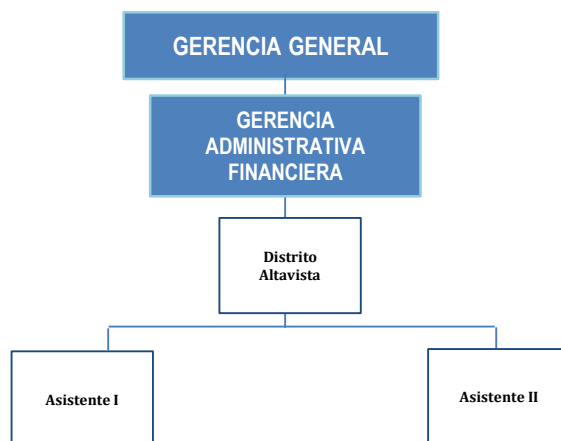 GERENCIA GENERAL
GERENCIA
ADMINISTRATIVA
FINANCIERA
Distrito
Altavista
Asistente I
Asistente II